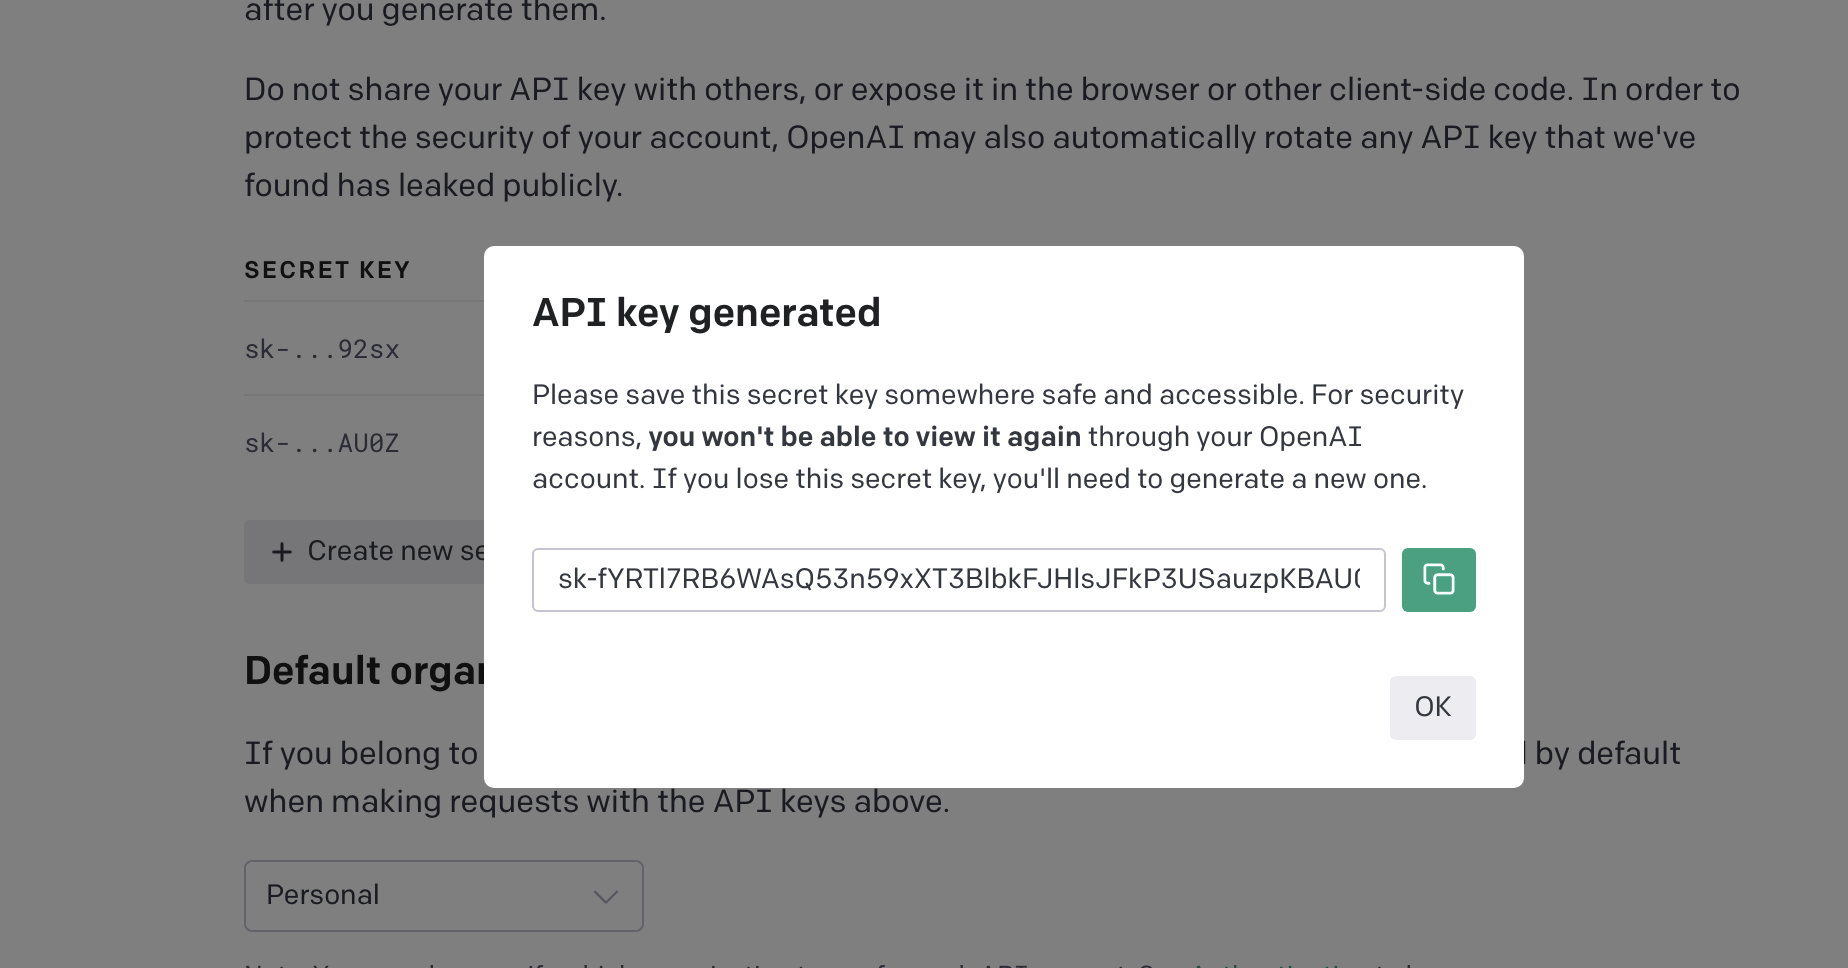 after you generate them.
Do not share your API key with others, or expose it in the browser or other client-side code. In order to
protect the security of your account, OpenAI may also automatically rotate any API key that we've
found has leaked publicly.
SECRET KEY
sk-...92sx
sk-...AU0Z
+ Create new
API key generated
Please save this secret key somewhere safe and accessible. For security
reasons, you won't be able to view it again through your OpenAI
account. If you lose this secret key, you'll need to generate a new one.
sk-fYRTl7RB6WAsQ53n59xXT3BlbkFJHlsJFkP3USauzpKBAU
OK
Default
If you belong to
by default
when making requests with the API keys above.
Personal